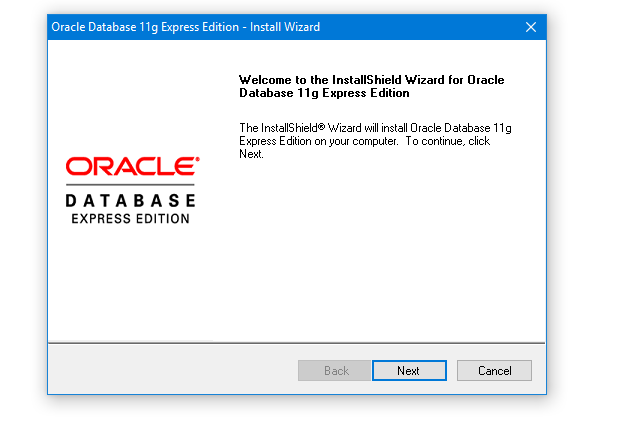 Oracle Database 11g Express Edition - Install Wizard
Welcome to the InstallShield Wizard for Oracle
Database 11g Express Edition
The InstallShield® Wizard will install Oracle Database 11g
Express Edition on your computer. To continue, click
Next.
ORACLE®
DATABASE
EXPRESS EDITION
Back
Next
Cancel